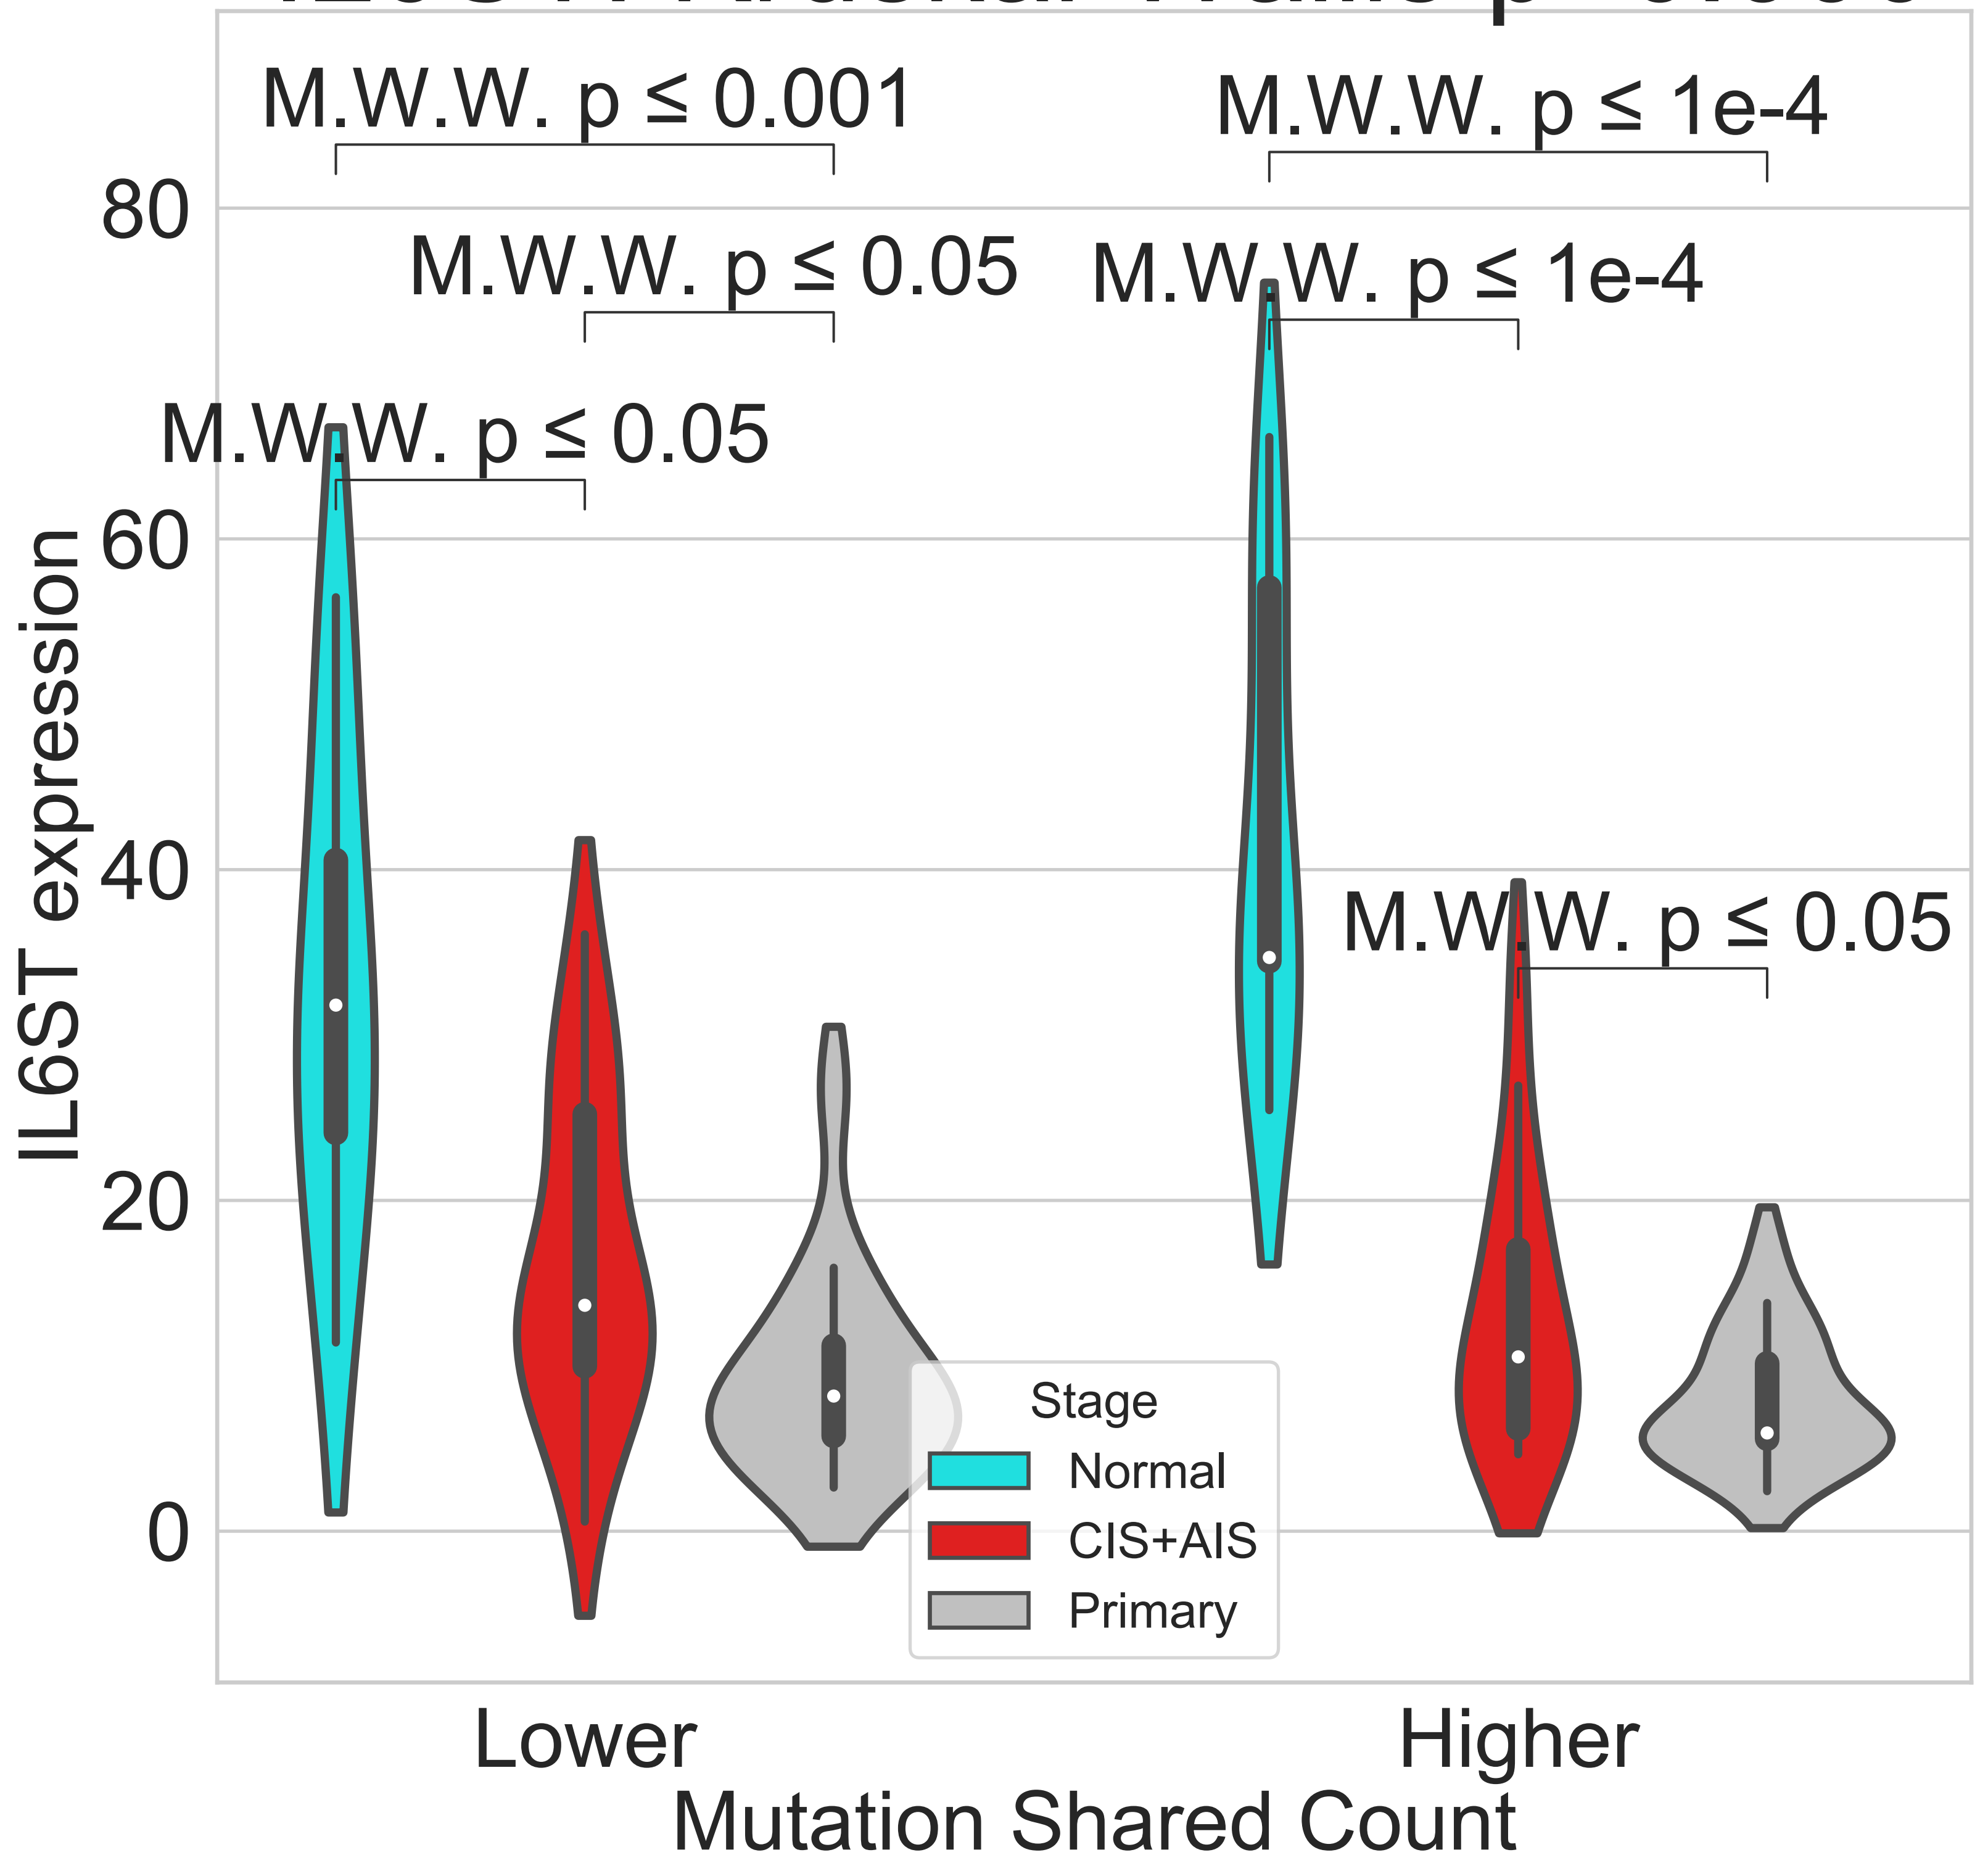 M.W.W. p ≤ 0.001
M.W.W. p ≤ 1e-4
M.W.W. p ≤ 0.05
M.W.W. p ≤ 1e-4
M.W.W. p ≤ 0.05
M.W.W. p ≤ 0.05
80
60
40
20
0
IL6ST expression
Stage
Normal
CIS+AIS
Primary
Lower
Higher
Mutation Shared Count